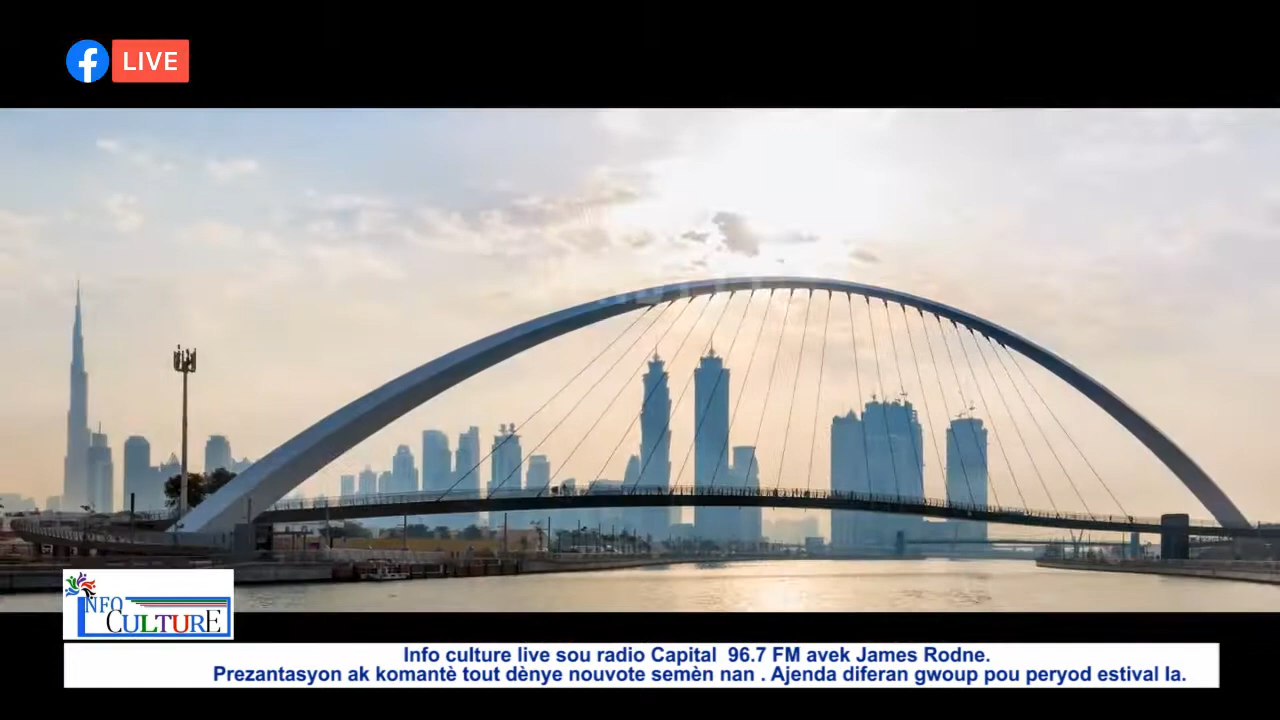 LIVE
INFO
CULTURE
Info culture live sou radio Capital 96.7 FM avek James Rodne.
Prezantasyon ak komantè tout dènye nouvote semèn nan . Ajenda diferan gwoup pou peryod estival la.